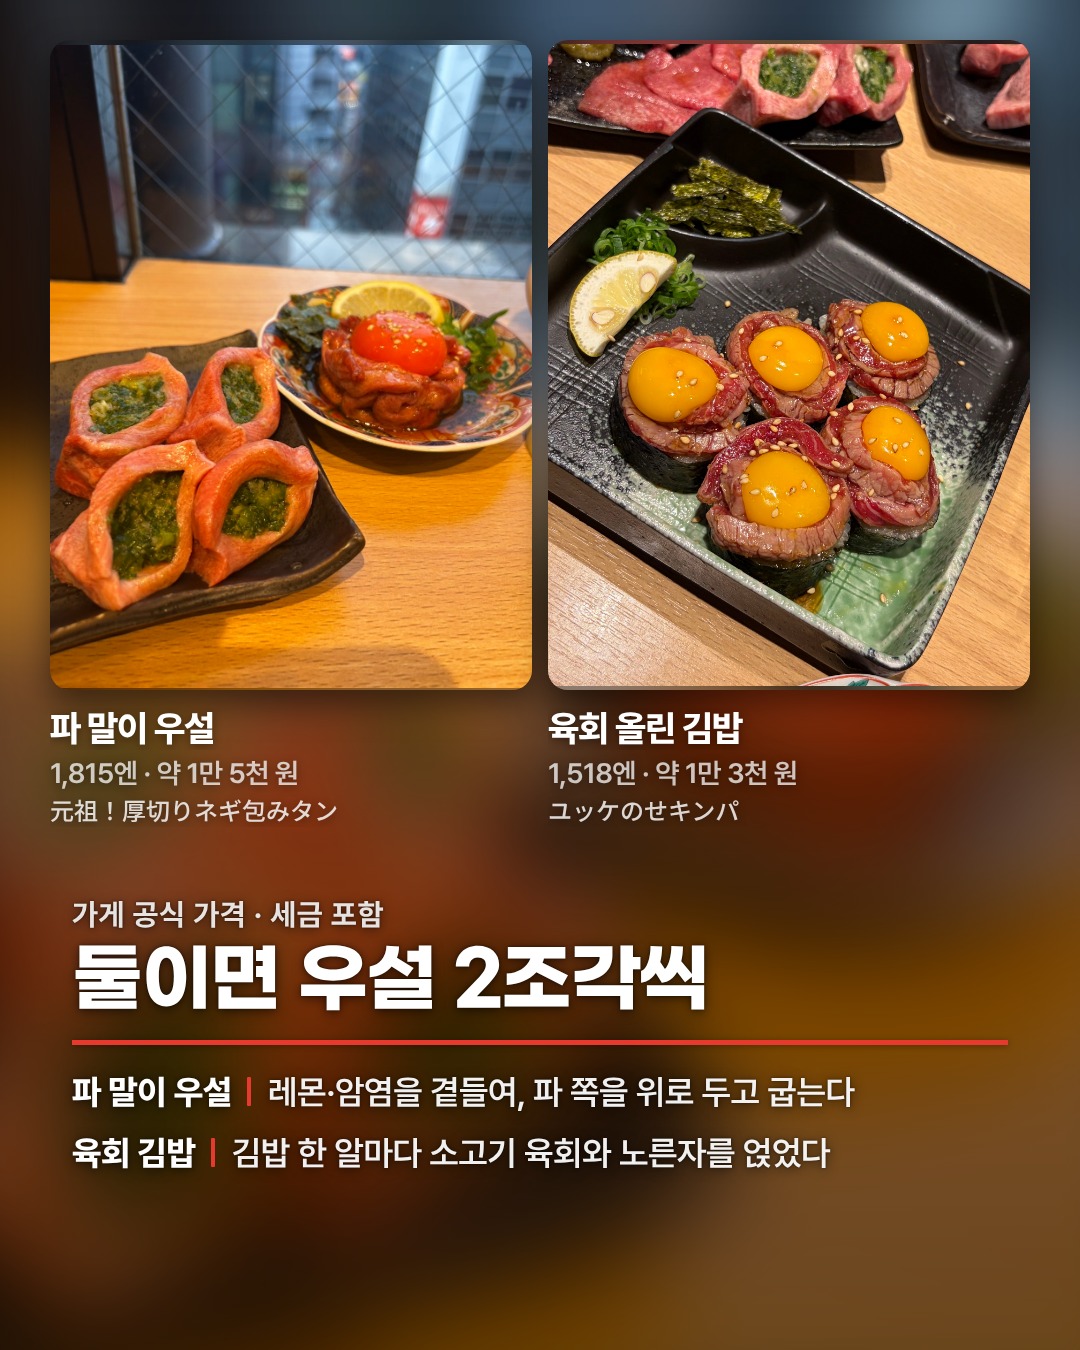 파 말이 우설
1,815엔 · 약 1만 5천 원
元祖！厚切りネギ包みタン
육회 올린 김밥
1,518엔 · 약 1만 3천 원
ユッケのせキンパ
가게 공식 가격 · 세금 포함
둘이면 우설 2조각씩
파 말이 우설 | 레몬·암염을 곁들여, 파 쪽을 위로 두고 굽는다
육회 김밥 | 김밥 한 알마다 소고기 육회와 노른자를 얹었다